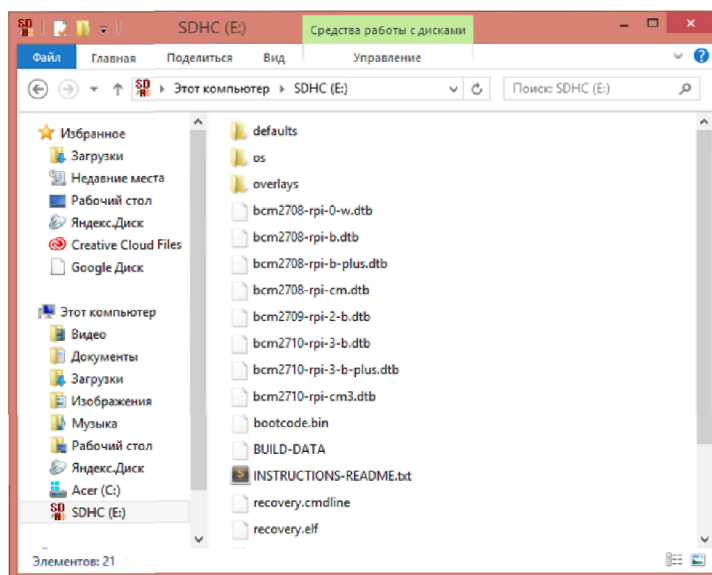 SDHC (E:)
Средства работы с дисками
Файл
Главная
Поделиться
Вид
Управление
Этот компьютер
SDHC (E:)
Поиск: SDHC (E:)
Избранное
Загрузки
Недавние места
Рабочий стол
Яндекс.Диск
Creative Cloud Files
Google Диск
Этот компьютер
Видео
Документы
Загрузки
Изображения
Музыка
Рабочий стол
Яндекс.Диск
Acer (C:)
SDHC (E:)
defaults
os
overlays
bcm2708-rpi-0-w.dtb
bcm2708-rpi-b.dtb
bcm2708-rpi-b-plus.dtb
bcm2708-rpi-cm.dtb
bcm2709-rpi-2-b.dtb
bcm2710-rpi-3-b.dtb
bcm2710-rpi-3-b-plus.dtb
bcm2710-rpi-cm3.dtb
bootcode.bin
BUILD-DATA
INSTRUCTIONS-README.txt
recovery.cmdline
recovery.elf
Элементов: 21